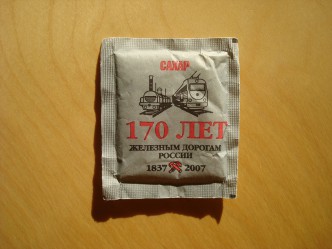 САХАР
170 ЛЕТ
ЖЕЛЕЗНЫМ ДОРОГАМ
РОССИИ
1837 2007